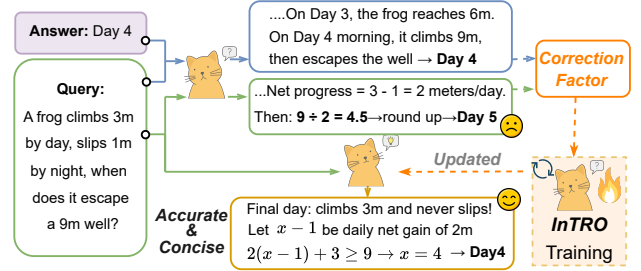 Answer: Day 4
Query:
A frog climbs 3m
by day, slips 1m
by night, when
does it escape
a 9m well?
?
....On Day 3, the frog reaches 6m.
On Day 4 morning, it climbs 9m,
then escapes the well → Day 4
...Net progress = 3 - 1 = 2 meters/day.
Then: 9 ÷ 2 = 4.5→round up→Day 5
Correction
Factor
Updated
?
InTRO
Training
Accurate
&
Concise
Final day: climbs 3m and never slips!
Let x − 1 be daily net gain of 2m
2(x − 1) + 3 ≥ 9 → x = 4 → Day4